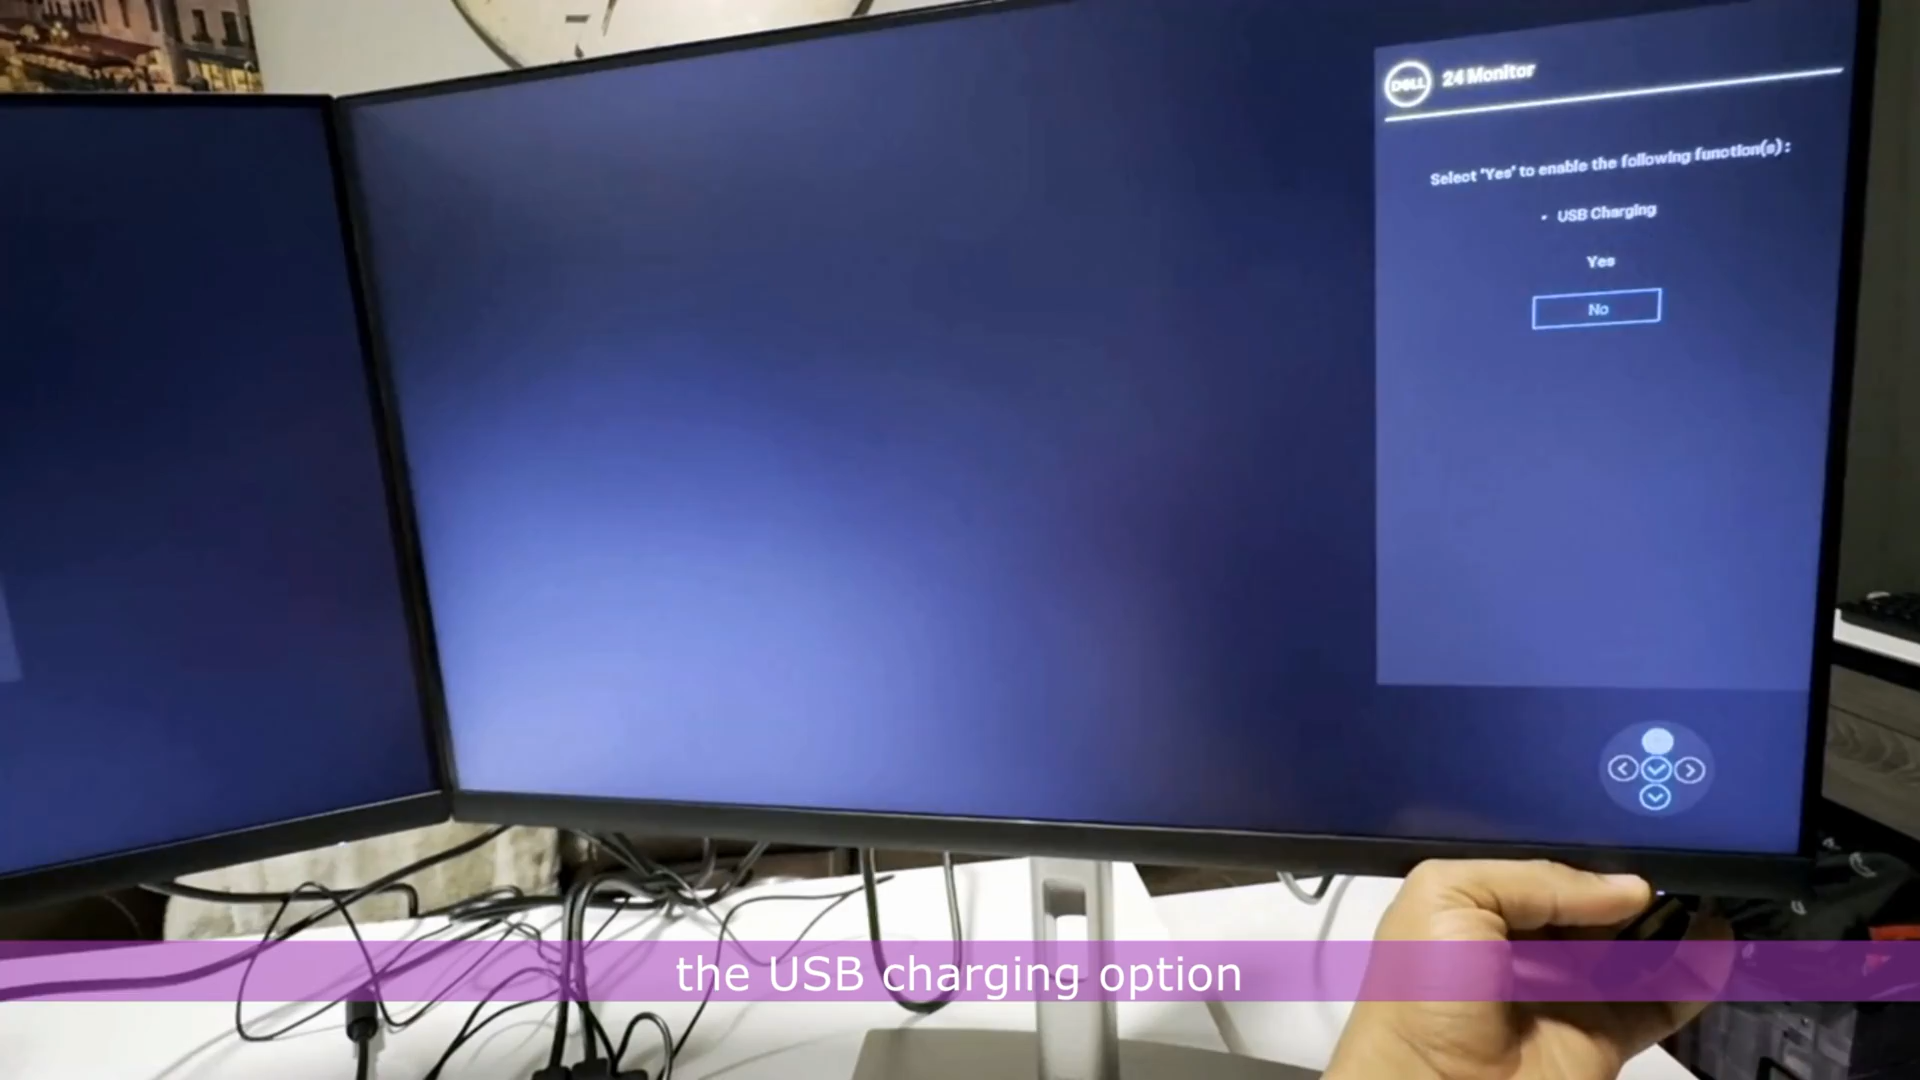 DELL 24 Monitor
Select 'Yes' to enable the following function(s):
• USB Charging
Yes
No
the USB charging option